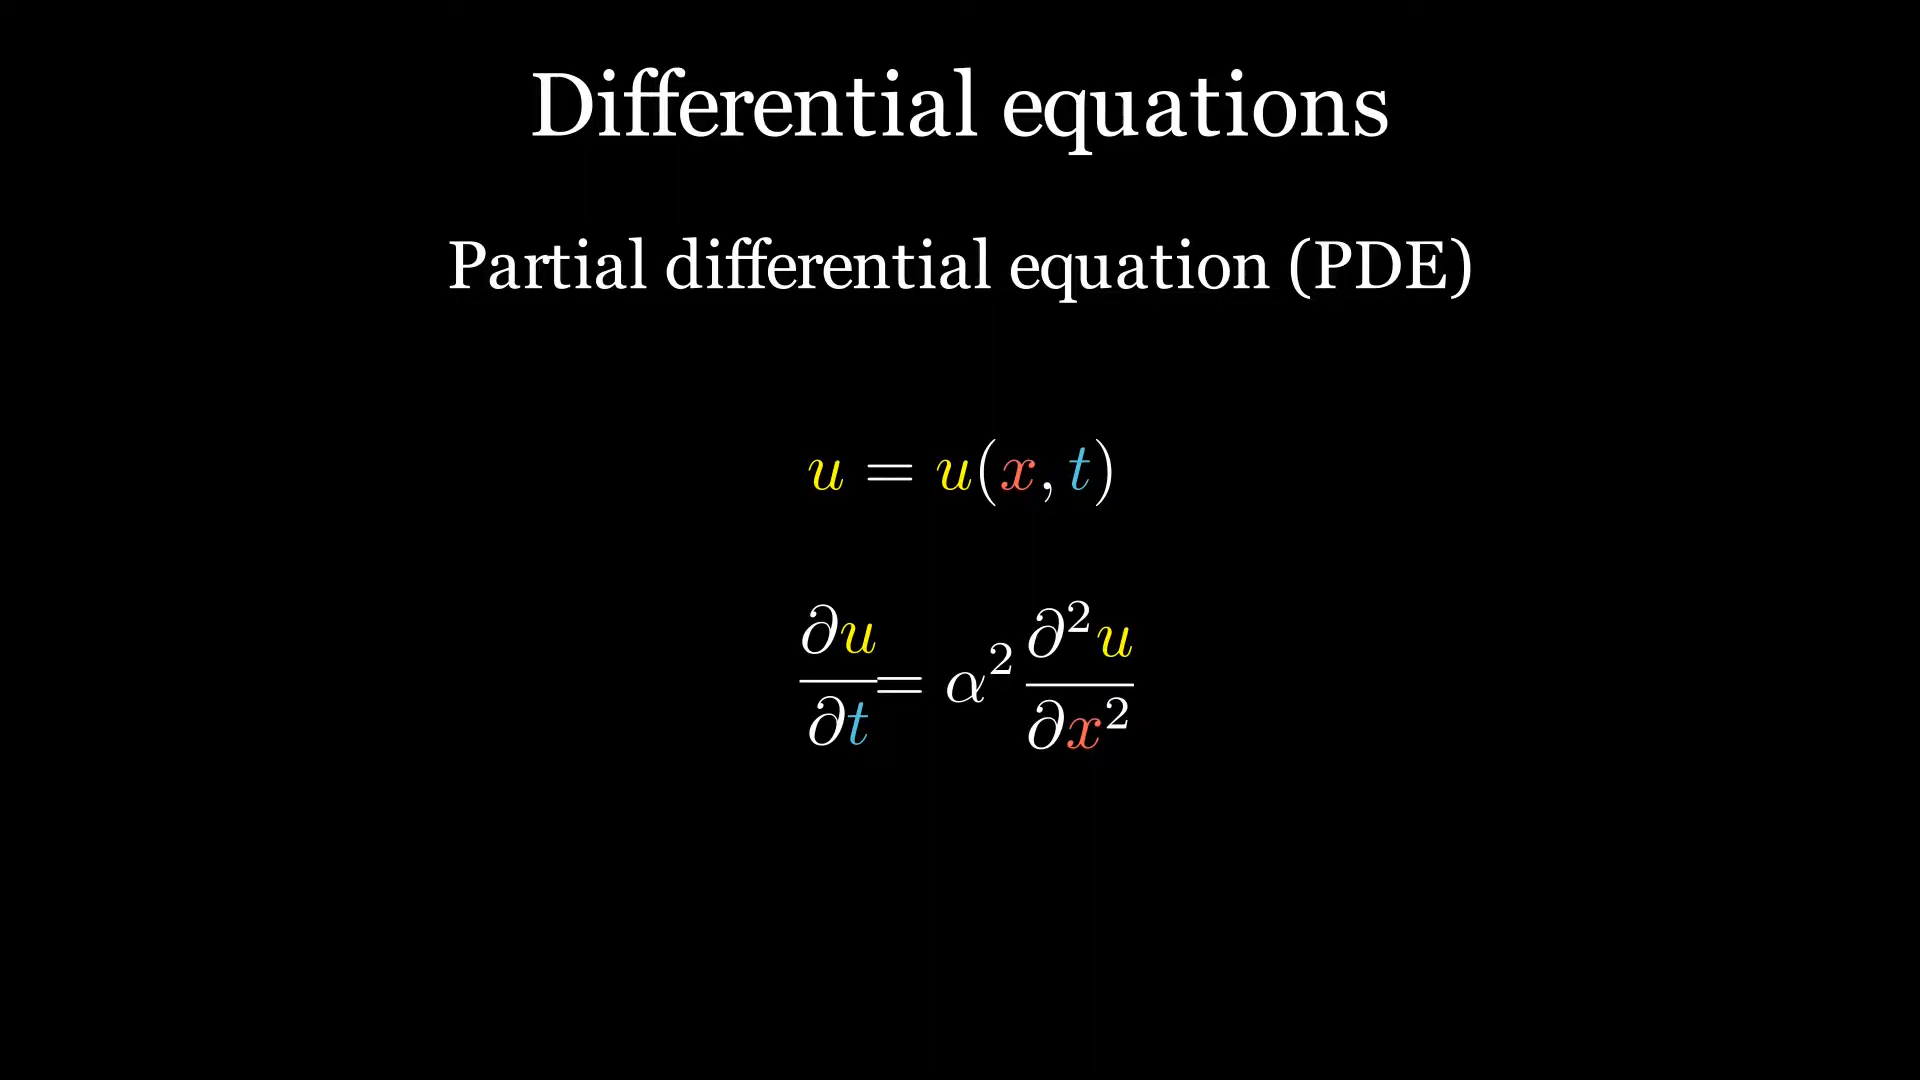 Differential equations
Partial differential equation (PDE)
u = u(x, t)
∂u/∂t = α² ∂²u/∂x²